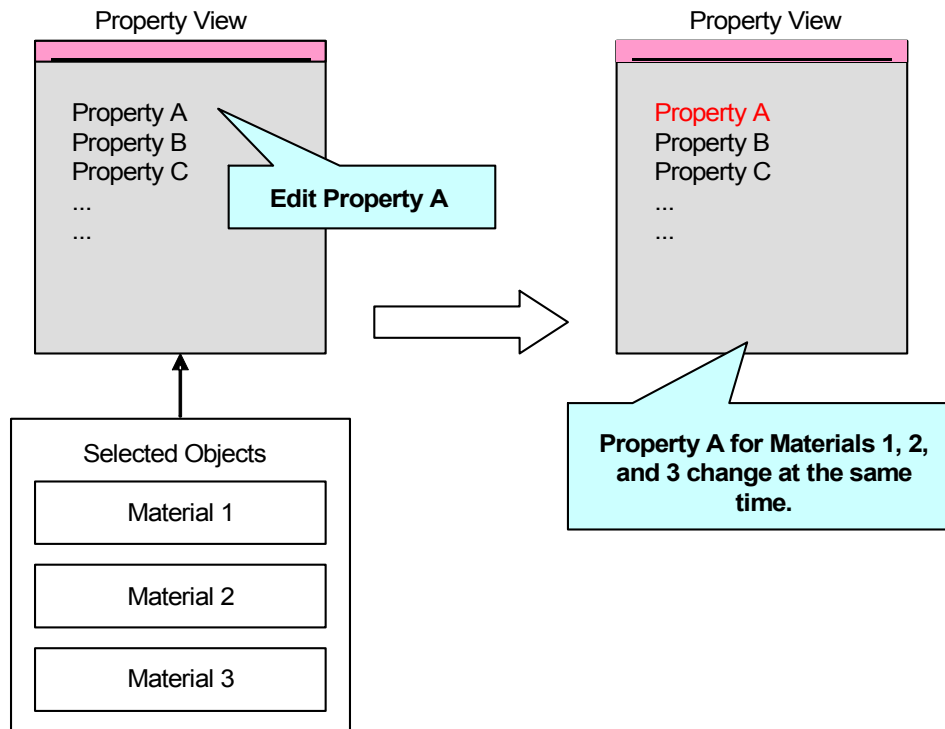 Property View
Property A
Property B
Property C
...
...
Edit Property A
Selected Objects
Material 1
Material 2
Material 3
Property View
Property A
Property B
Property C
...
...
Property A for Materials 1, 2,
and 3 change at the same
time.